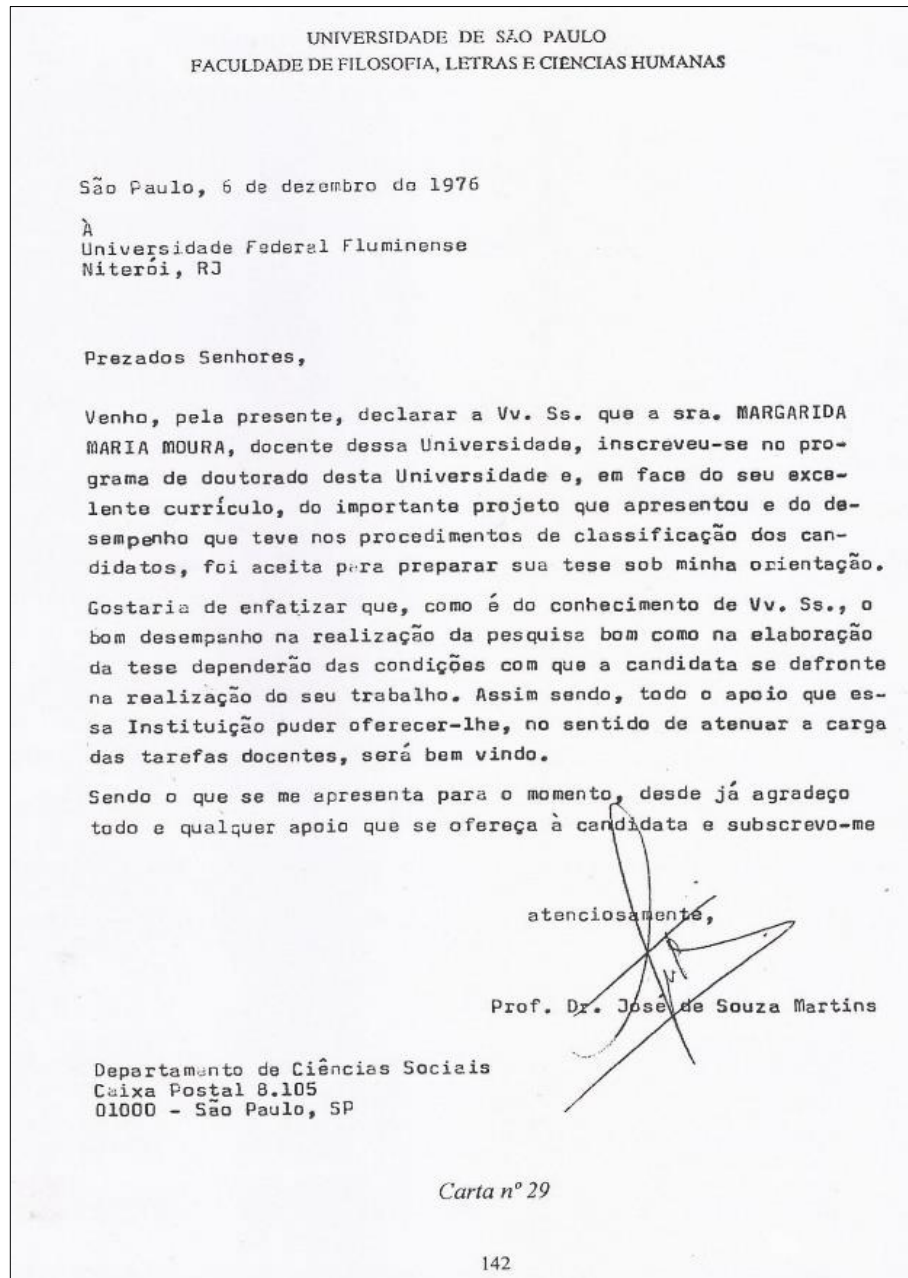 UNIVERSIDADE DE SÃO PAULO
FACULDADE DE FILOSOFIA, LETRAS E CIENCIAS HUMANAS
São Paulo, 6 de dezembro de 1976
À
Universidade Federal Fluminense
Niterói, RJ
Prezados Senhores,
Venho, pela presente, declarar a Vv. Ss. que a sra. MARGARIDA
MARIA MOURA, docente dessa Universidade, inscreveu-se no pro-
grama de doutorado desta Universidade e, em face do seu exce-
lente currículo, do importante projeto que apresentou e do de-
sempenho que teve nos procedimentos de classificação dos can-
didatos, foi aceita para preparar sua tese sob minha orientação.
Gostaria de enfatizar que, como é do conhecimento de Vv. Ss., o
bom desempenho na realização da pesquisa bom como na elaboração
da tese dependerão das condições com que a candidata se defronte
na realização do seu trabalho. Assim sendo, todo o apoio que es-
sa Instituição puder oferecer-lhe, no sentido de atenuar a carga
das tarefas docentes, será bem vindo.
Sendo o que se me apresenta para o momento, desde já agradeço
todo e qualquer apoio que se ofereça à candidata e subscrevo-me
atenciosamente,
Prof. Dr. José de Souza Martins
Departamento de Ciências Sociais
Caixa Postal 8.105
01000 - São Paulo, SP
Carta nº 29
142